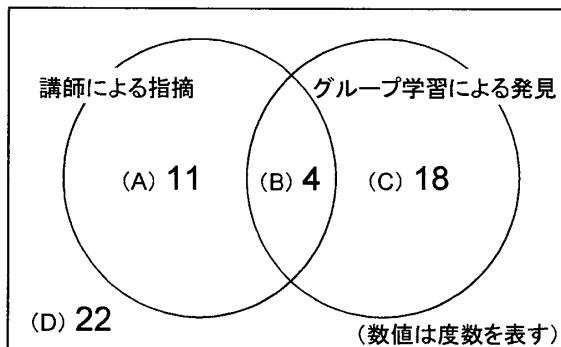 講師による指摘
グループ学習による発見
(A) 11
(B) 4
(C) 18
(D) 22
(数値は度数を表す)